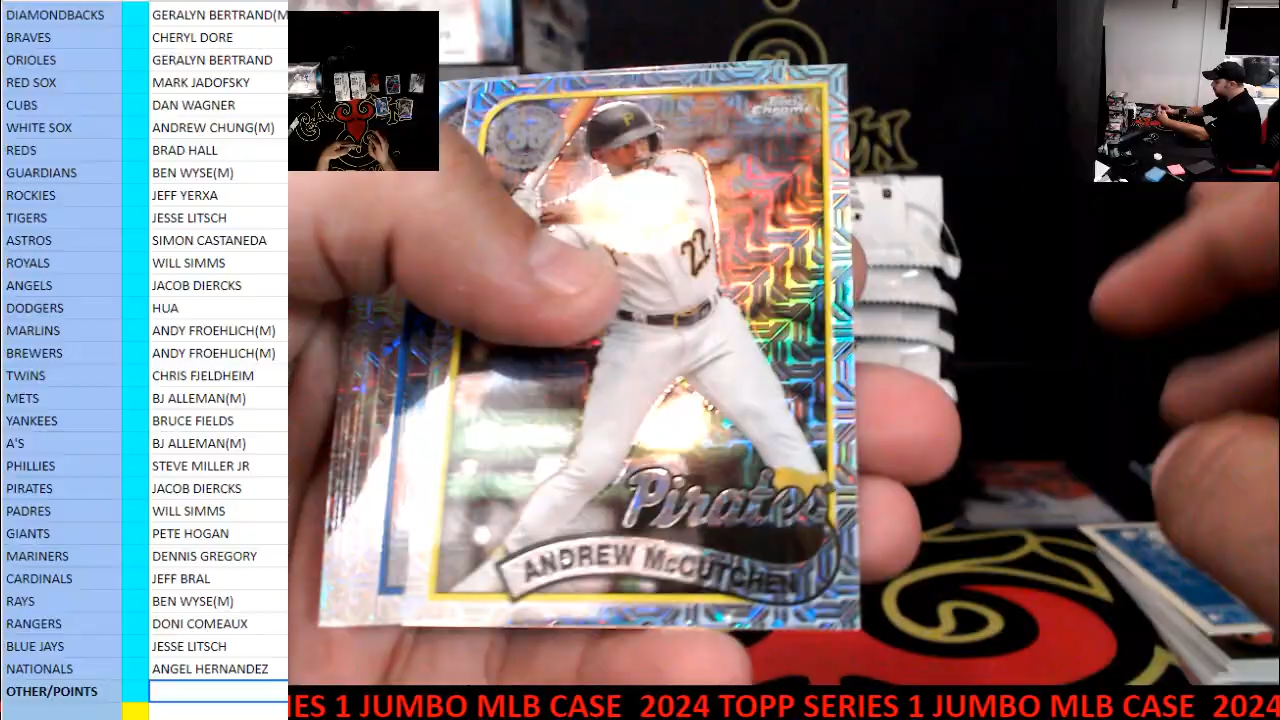 DIAMONDBACKS GERALYN BERTRAND(M
BRAVES CHERYL DORE
ORIOLES GERALYN BERTRAND
RED SOX MARK JADOFSKY
CUBS DAN WAGNER
WHITE SOX ANDREW CHUNG(M)
REDS BRAD HALL
GUARDIANS BEN WYSE(M)
ROCKIES JEFF YERXA
TIGERS JESSE LITSCH
ASTROS SIMON CASTANEDA
ROYALS WILL SIMMS
ANGELS JACOB DIERCKS
DODGERS HUA
MARLINS ANDY FROEHLICH(M)
BREWERS ANDY FROEHLICH(M)
TWINS CHRIS FJELDHEIM
METS BJ ALLEMAN(M)
YANKEES BRUCE FIELDS
A'S BJ ALLEMAN(M)
PHILLIES STEVE MILLER JR
PIRATES JACOB DIERCKS
PADRES WILL SIMMS
GIANTS PETE HOGAN
MARINERS DENNIS GREGORY
CARDINALS JEFF BRAL
RAYS BEN WYSE(M)
RANGERS DONI COMEAUX
BLUE JAYS JESSE LITSCH
NATIONALS ANGEL HERNANDEZ
OTHER/POINTS
Topps Chrome
P
22
Pirates
ANDREW McCUTCHEN
IES 1 JUMBO MLB CASE 2024 TOPP SERIES 1 JUMBO MLB CASE 2024